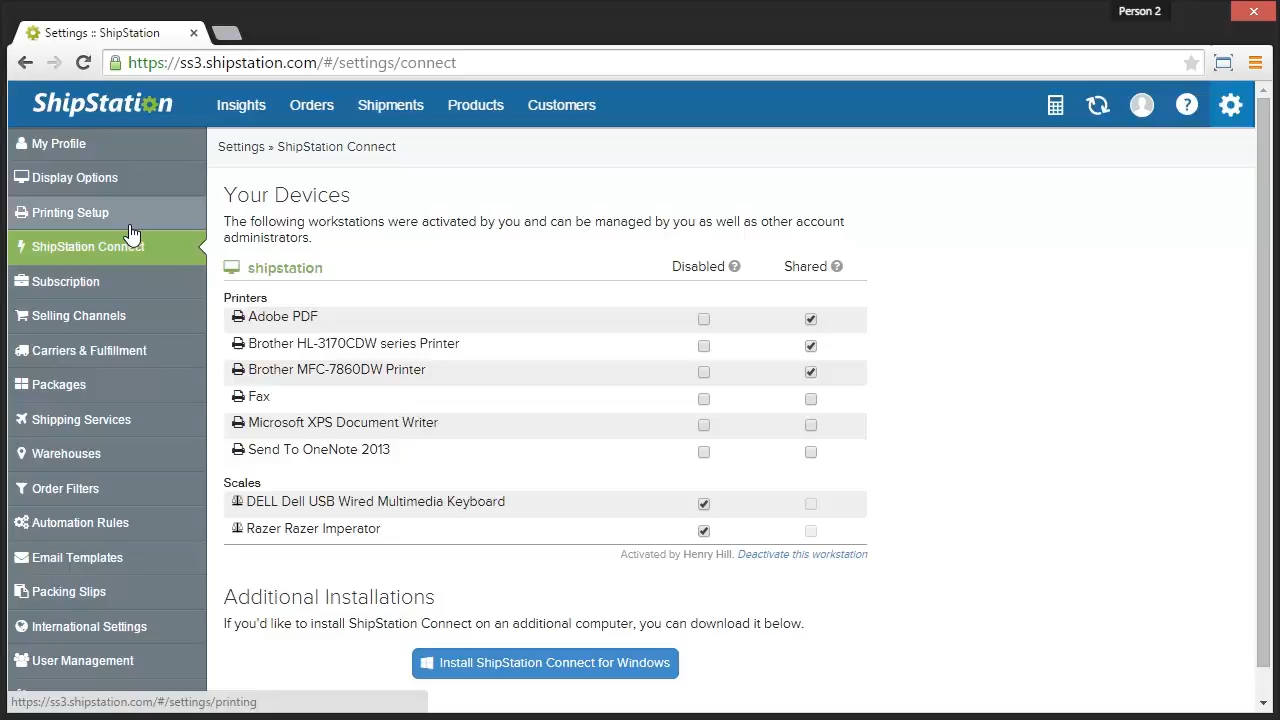 Person 2
Settings :: ShipStation
https://ss3.shipstation.com/#/settings/connect
ShipStation Insights Orders Shipments Products Customers
My Profile
Display Options
Printing Setup
ShipStation Connect
Subscription
Selling Channels
Carriers & Fulfillment
Packages
Shipping Services
Warehouses
Order Filters
Automation Rules
Email Templates
Packing Slips
International Settings
User Management
Settings » ShipStation Connect
Your Devices
The following workstations were activated by you and can be managed by you as well as other account
administrators.
shipstation Disabled ? Shared ?
Printers
Adobe PDF
Brother HL-3170CDW series Printer
Brother MFC-7860DW Printer
Fax
Microsoft XPS Document Writer
Send To OneNote 2013
Scales
DELL Dell USB Wired Multimedia Keyboard
Razer Razer Imperator
Activated by Henry Hill. Deactivate this workstation
Additional Installations
If you'd like to install ShipStation Connect on an additional computer, you can download it below.
Install ShipStation Connect for Windows
https://ss3.shipstation.com/#/settings/printing